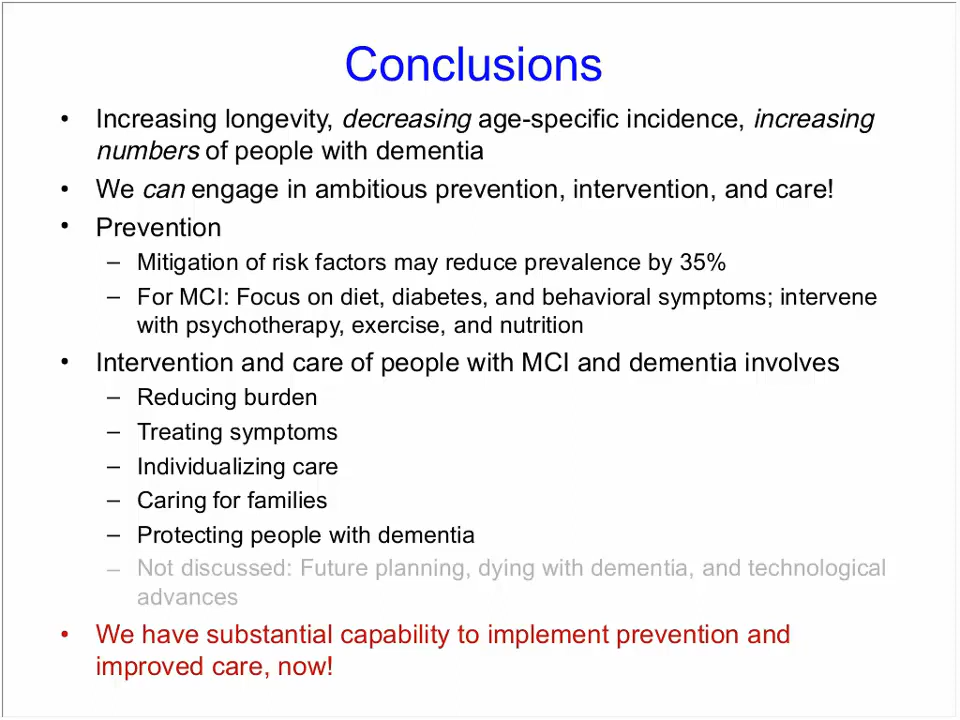 Conclusions
• Increasing longevity, decreasing age-specific incidence, increasing
numbers of people with dementia
• We can engage in ambitious prevention, intervention, and care!
• Prevention
– Mitigation of risk factors may reduce prevalence by 35%
– For MCI: Focus on diet, diabetes, and behavioral symptoms; intervene
with psychotherapy, exercise, and nutrition
• Intervention and care of people with MCI and dementia involves
– Reducing burden
– Treating symptoms
– Individualizing care
– Caring for families
– Protecting people with dementia
– Not discussed: Future planning, dying with dementia, and technological
advances
• We have substantial capability to implement prevention and
improved care, now!